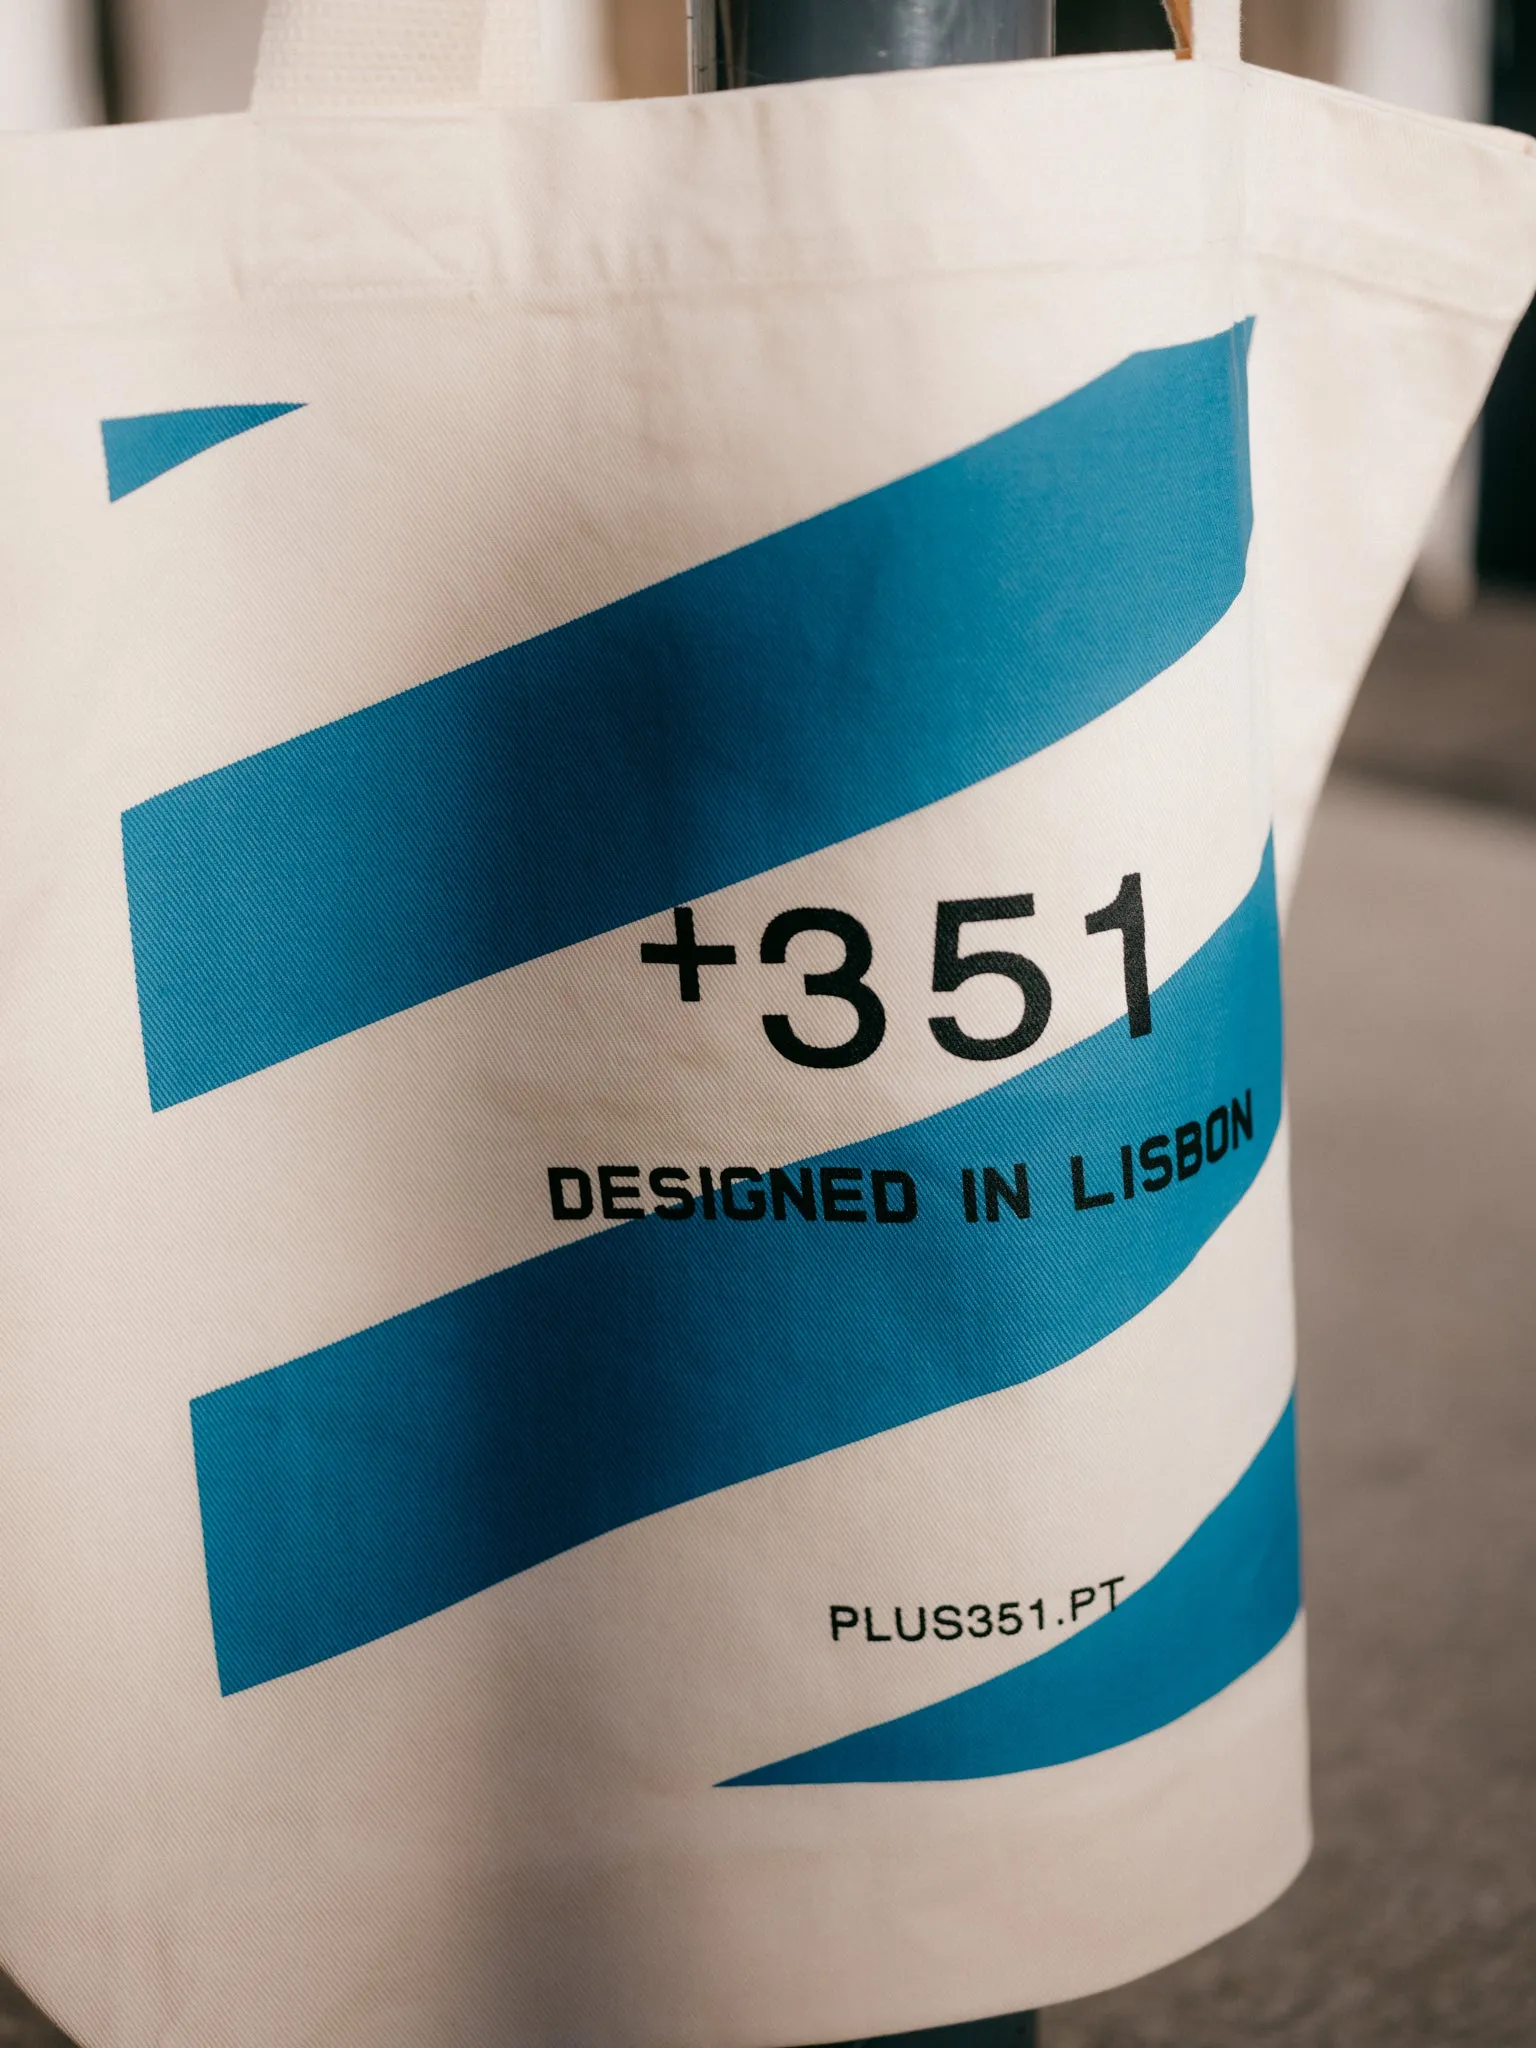 +351
DESIGNED IN LISBON
PLUS351.PT